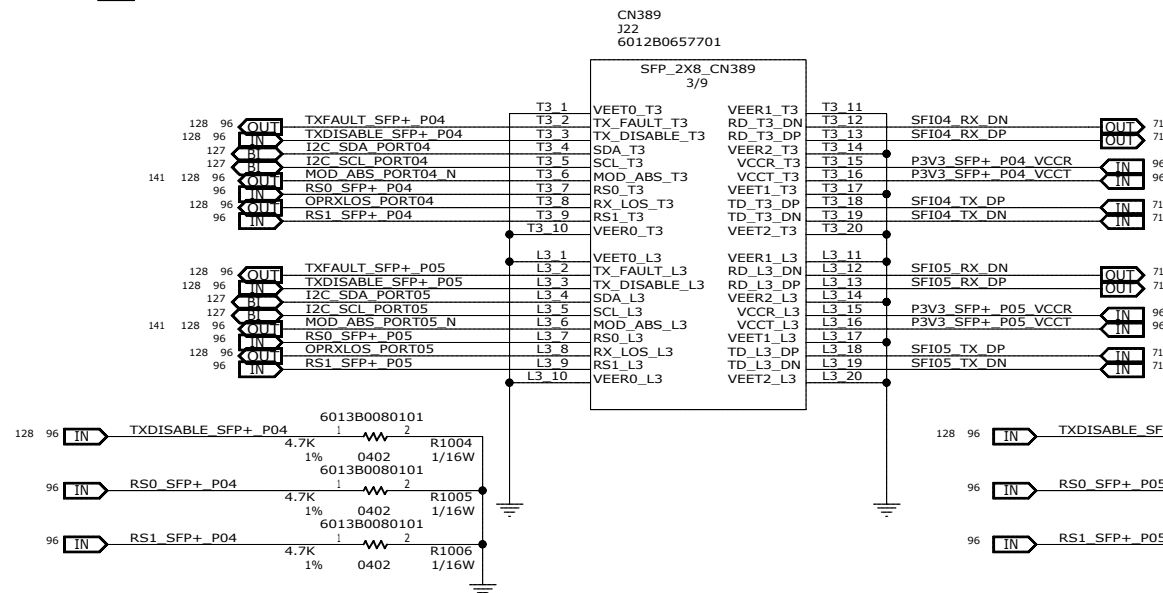 CN389
J22
6012B0657701
SFP_2X8_CN389
3/9
T3_1 VEET0_T3 VEER1_T3 T3_11
128 96 OUT TXFAULT_SFP+_P04 T3_2 TX_FAULT_T3 RD_T3_DN T3_12 SFI04_RX_DN OUT 71
128 96 IN TXDISABLE_SFP+_P04 T3_3 TX_DISABLE_T3 RD_T3_DP T3_13 SFI04_RX_DP OUT 71
127 BI I2C_SDA_PORT04 T3_4 SDA_T3 VEER2_T3 T3_14
127 BI I2C_SCL_PORT04 T3_5 SCL_T3 VCCR_T3 T3_15 P3V3_SFP+_P04_VCCR IN 96
141 128 96 OUT MOD_ABS_PORT04_N T3_6 MOD_ABS_T3 VCCT_T3 T3_16 P3V3_SFP+_P04_VCCT IN 96
96 IN RS0_SFP+_P04 T3_7 RS0_T3 VEET1_T3 T3_17
128 96 OUT OPRXLOS_PORT04 T3_8 RX_LOS_T3 TD_T3_DP T3_18 SFI04_TX_DP IN 71
96 IN RS1_SFP+_P04 T3_9 RS1_T3 TD_T3_DN T3_19 SFI04_TX_DN IN 71
T3_10 VEER0_T3 VEET2_T3 T3_20
L3_1 VEET0_L3 VEER1_L3 L3_11
128 96 OUT TXFAULT_SFP+_P05 L3_2 TX_FAULT_L3 RD_L3_DN L3_12 SFI05_RX_DN OUT 71
128 96 IN TXDISABLE_SFP+_P05 L3_3 TX_DISABLE_L3 RD_L3_DP L3_13 SFI05_RX_DP OUT 71
127 BI I2C_SDA_PORT05 L3_4 SDA_L3 VEER2_L3 L3_14
127 BI I2C_SCL_PORT05 L3_5 SCL_L3 VCCR_L3 L3_15 P3V3_SFP+_P05_VCCR IN 96
141 128 96 OUT MOD_ABS_PORT05_N L3_6 MOD_ABS_L3 VCCT_L3 L3_16 P3V3_SFP+_P05_VCCT IN 96
96 IN RS0_SFP+_P05 L3_7 RS0_L3 VEET1_L3 L3_17
128 96 OUT OPRXLOS_PORT05 L3_8 RX_LOS_L3 TD_L3_DP L3_18 SFI05_TX_DP IN 71
96 IN RS1_SFP+_P05 L3_9 RS1_L3 TD_L3_DN L3_19 SFI05_TX_DN IN 71
L3_10 VEER0_L3 VEET2_L3 L3_20
6013B0080101
128 96 IN TXDISABLE_SFP+_P04 1 2 128 96 IN TXDISABLE_SF
4.7K R1004
1% 0402 1/16W
6013B0080101
96 IN RS0_SFP+_P04 1 2 96 IN RS0_SFP+_P05
4.7K R1005
1% 0402 1/16W
6013B0080101
96 IN RS1_SFP+_P04 1 2 96 IN RS1_SFP+_P05
4.7K R1006
1% 0402 1/16W